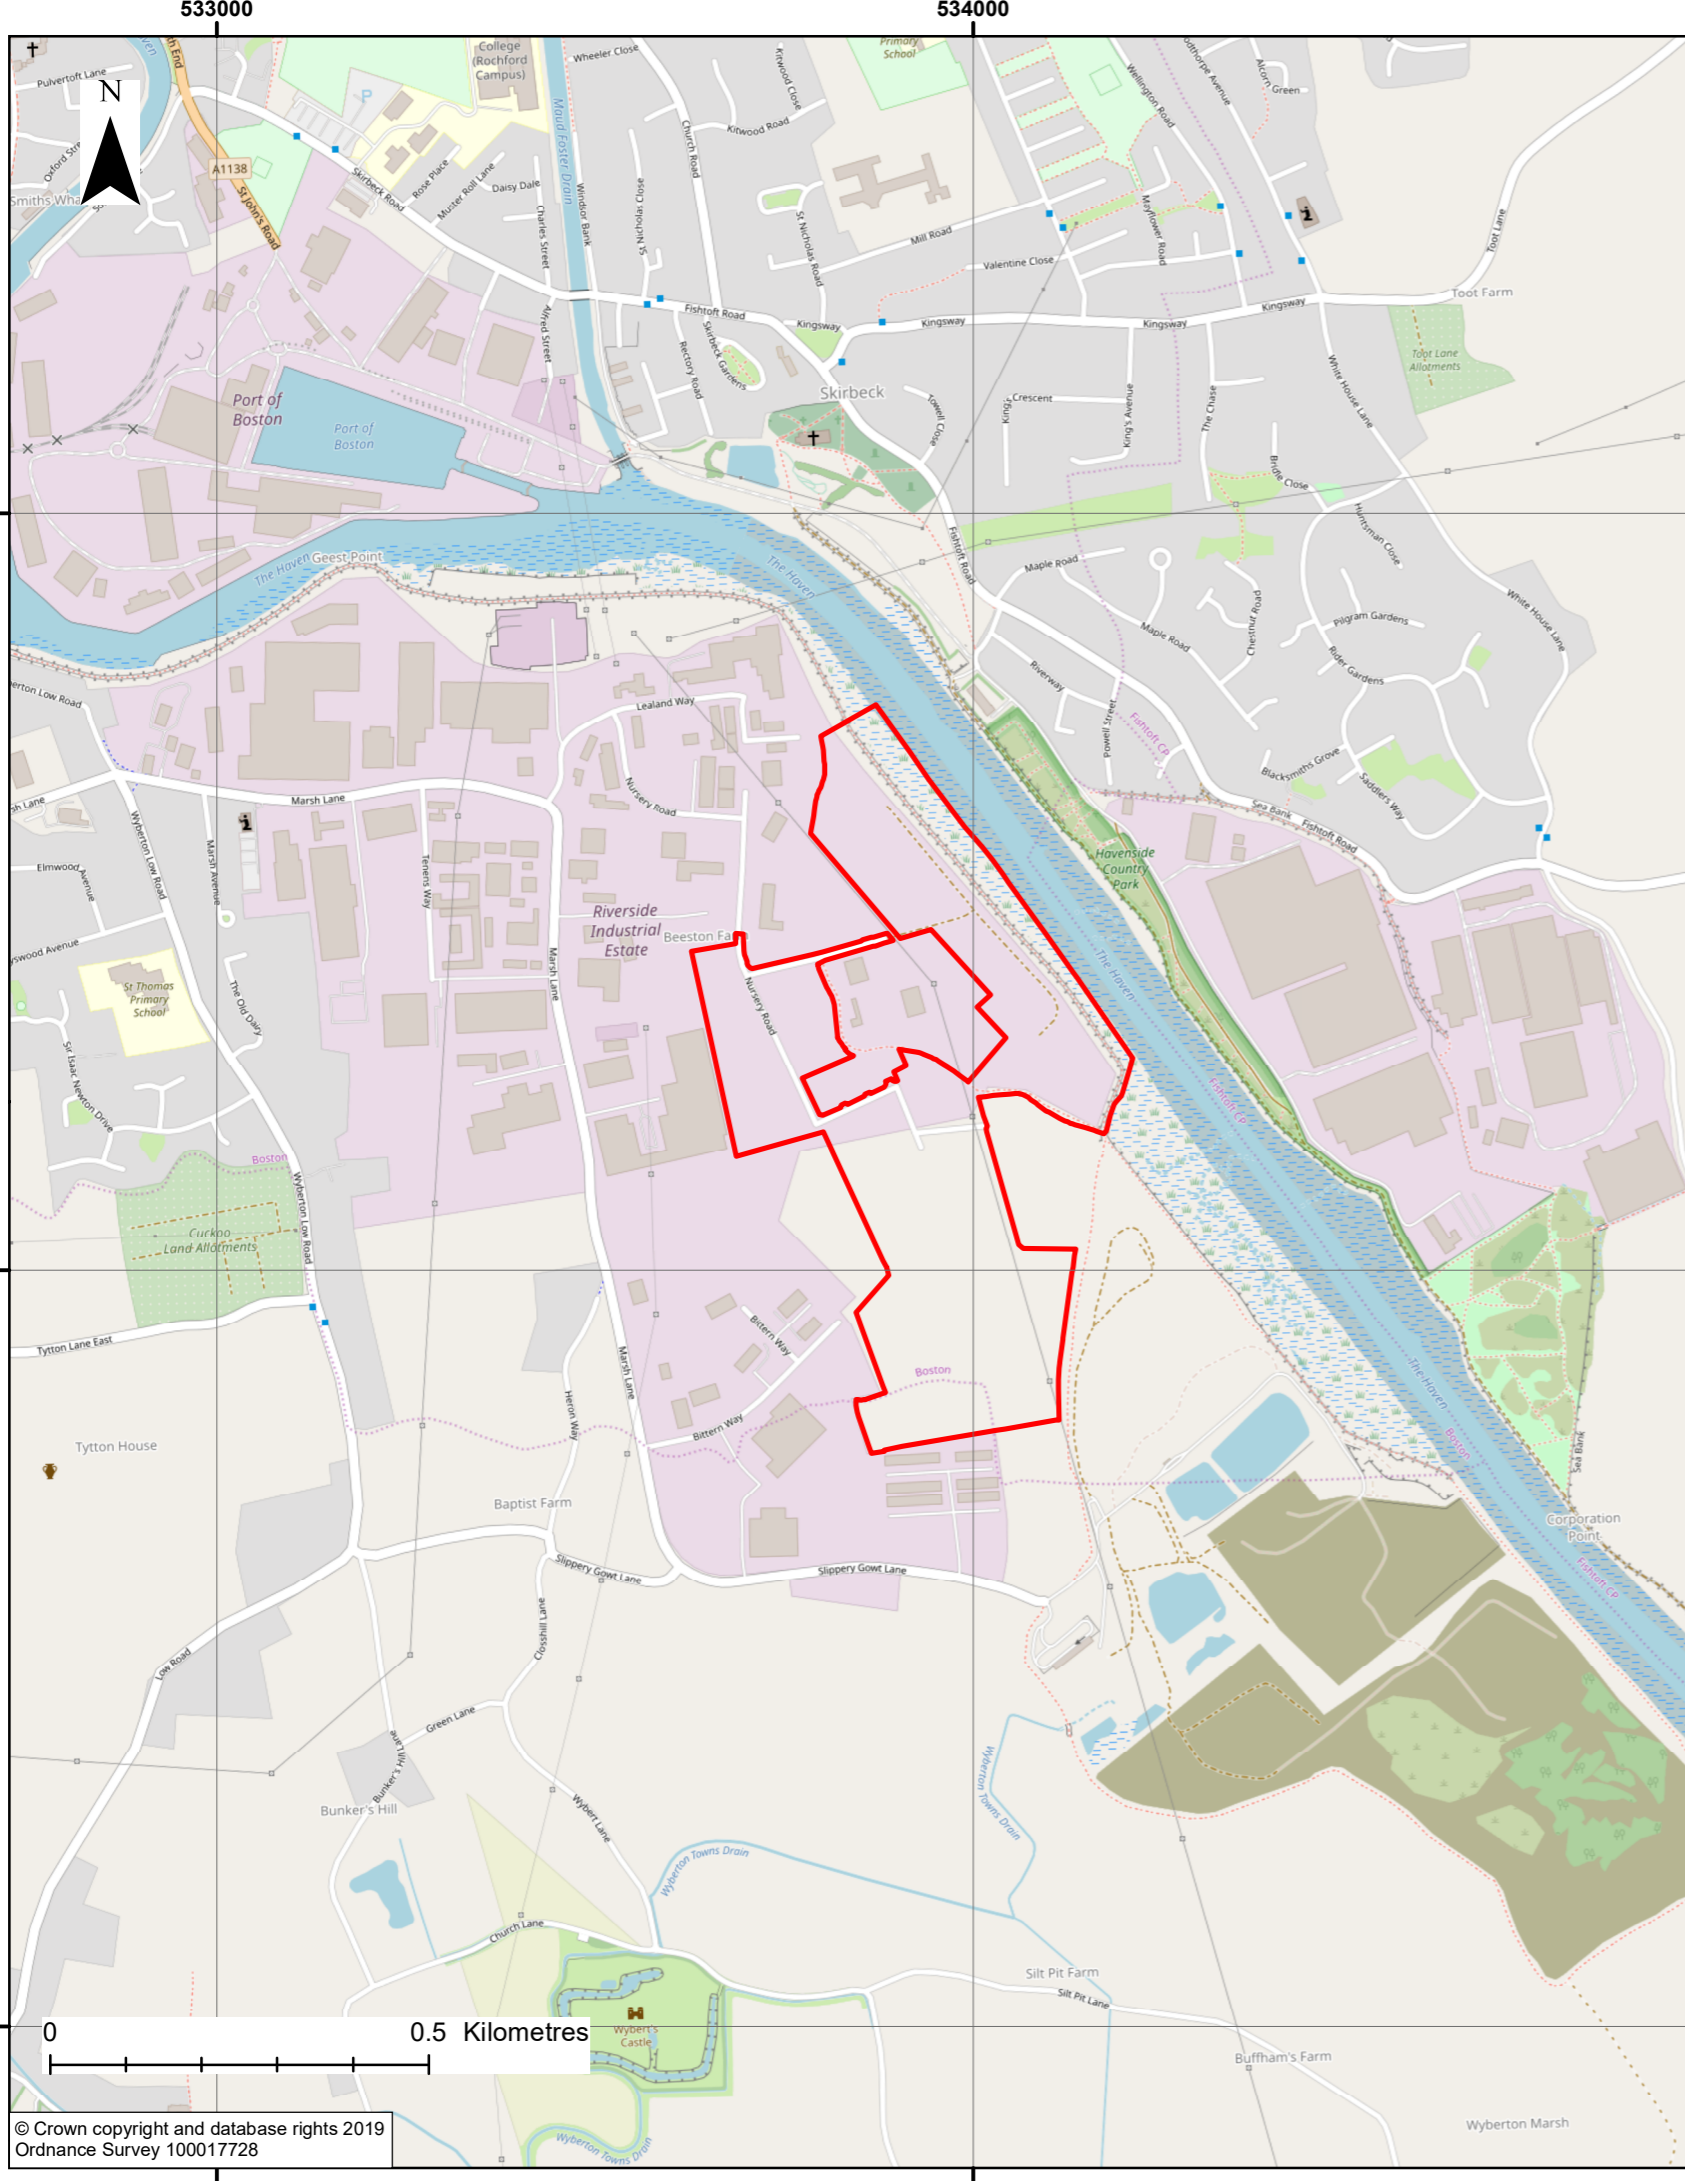 533000
534000
Pulvertoft Lane
N
A1138
St John's Road
Skirbeck Road
College
(Rochford
Campus)
Rose Place
Muster Roll Lane
Daisy Dale
Charles Street
Alfred Street
Maud Foster Drain
Windsor Bank
Wheeler Close
St Nicholas Close
Church Road
Kitwood Close
Kitwood Road
St Nicholas Road
Mill Road
Valentine Close
Primary
School
Wellington Road
Mayflower Road
Alcorn Green
Toot Lane
Toot Farm
Toot Lane
Allotments
Fishtoft Road
Kingsway
Kingsway
Kingsway
Kingsway
Skirbeck Gardens
Rectory Road
Skirbeck
Towell Close
Crescent
King's Avenue
The Chase
White House Lane
Bridle Close
Huntsman Close
Port of
Boston
Port of
Boston
The Haven
Geest Point
The Haven
Fishtoft Road
Maple Road
Maple Road
Chestnut Road
Pilgram Gardens
Rider Gardens
White House Lane
Riverway
Powell Street
Fishtoft CP
Blacksmiths Grove
Saddlers Way
Sea Bank
Fishtoft Road
Havenside
Country
Park
Lealand Way
Nursery Road
Marsh Lane
Wyberton Low Road
Marsh Avenue
Elmwood
Avenue
Tenens Way
Riverside
Industrial
Estate
Marsh Lane
Nursery Road
St Thomas
Primary
School
The Old Dairy
Sir Isaac Newton Drive
Boston
Wyberton Low Road
Cuckoo
Land Allotments
Tytton Lane East
The Haven
Fishtoft CP
Marsh Lane
Bittern Way
Bittern Way
Boston
Heron Way
Tytton House
Baptist Farm
Slippery Gowt Lane
Slippery Gowt Lane
The Haven
Boston
Sea Bank
Corporation
Point
Fishtoft CP
Closshill Lane
Low Road
Green Lane
Bunker's Hill Lane
Bunker's Hill
Wybert Lane
Wyberton Towns Drain
Wyberton Towns Drain
Church Lane
Wybert's
Castle
Silt Pit Farm
Silt Pit Lane
Buffham's Farm
Wyberton Marsh
Wyberton Towns Drain
0 0.5 Kilometres
© Crown copyright and database rights 2019
Ordnance Survey 100017728